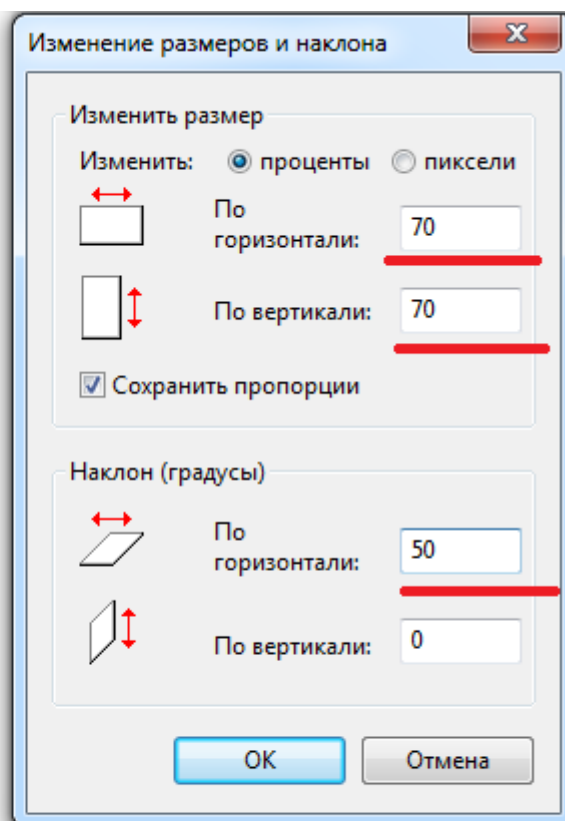 Изменение размеров и наклона
Изменить размер
Изменить: проценты пиксели
По
горизонтали: 70
По вертикали: 70
Сохранить пропорции
Наклон (градусы)
По
горизонтали: 50
По вертикали: 0
ОК Отмена